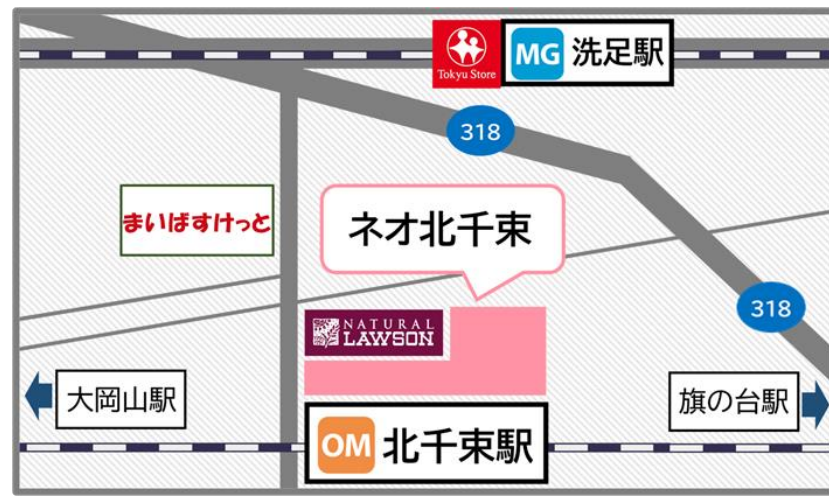 Tokyu Store
MG 洗足駅
318
まいばすけっと
ネオ北千束
318
NATURAL
LAWSON
大岡山駅
旗の台駅
OM 北千束駅